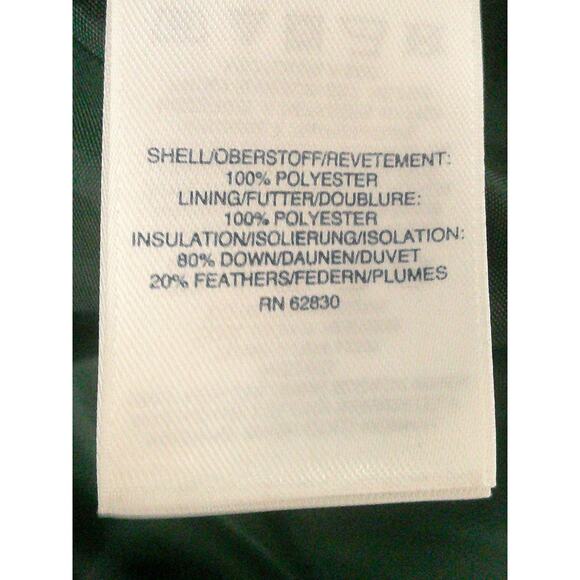 SHELL/OBERSTOFF/REVETEMENT:
100% POLYESTER
LINING/FUTTER/DOUBLURE:
100% POLYESTER
INSULATION/ISOLIERUNG/ISOLATION:
80% DOWN/DAUNEN/DUVET
20% FEATHERS/FEDERN/PLUMES
RN 62830